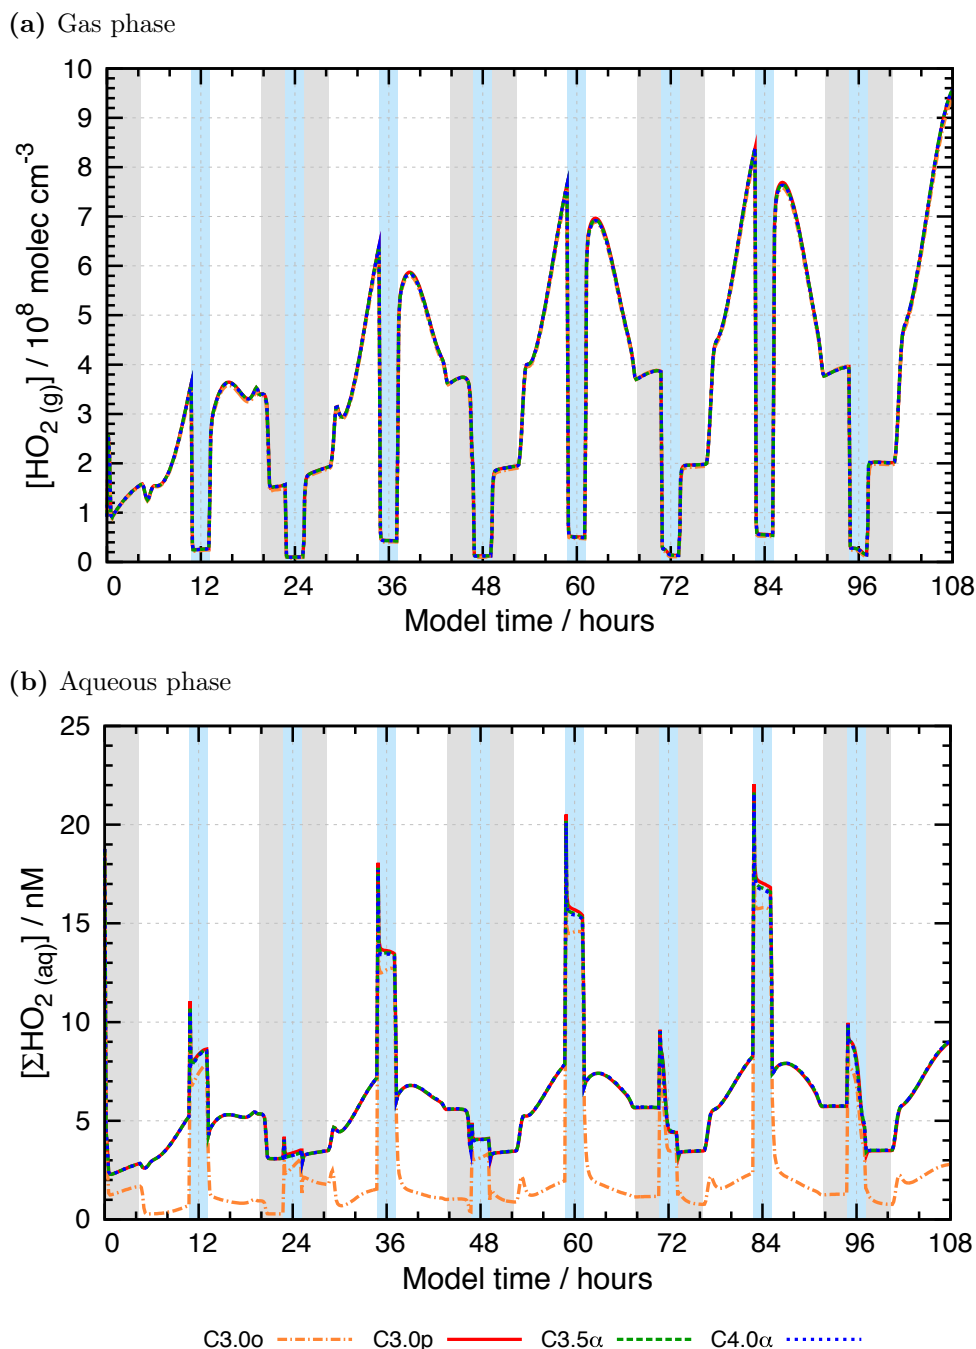 (a) Gas phase
10
9
8
7
6
5
4
3
2
1
0
[HO2 (g)] / 10^8 molec cm^-3
0 12 24 36 48 60 72 84 96 108
Model time / hours
(b) Aqueous phase
25
20
15
10
5
0
[ΣHO2 (aq)] / nM
0 12 24 36 48 60 72 84 96 108
Model time / hours
C3.0o C3.0p C3.5α C4.0α